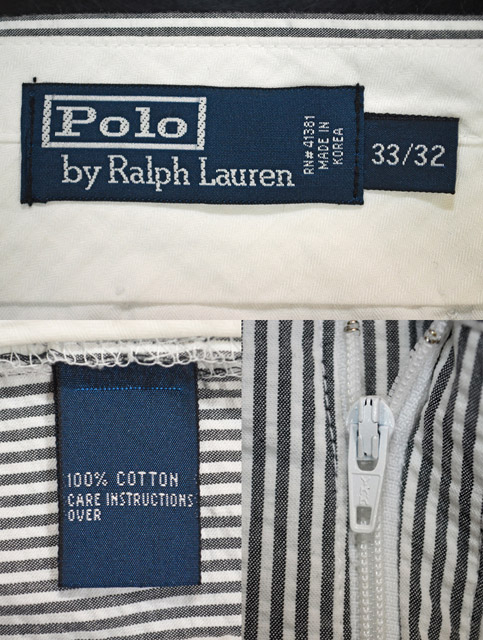 Polo
by Ralph Lauren
RN# 41381
MADE IN
KOREA
33/32
100% COTTON
CARE INSTRUCTIONS
OVER